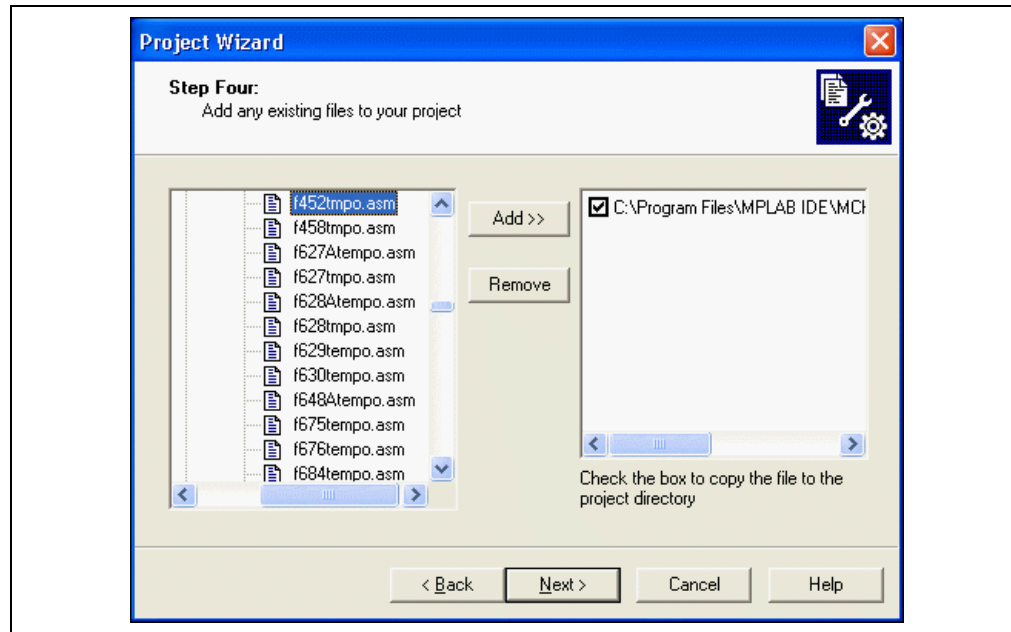 Project Wizard
Step Four:
Add any existing files to your project
f452tmpo.asm
f458tmpo.asm
f627Atempo.asm
f627tmpo.asm
f628Atempo.asm
f628tmpo.asm
f629tempo.asm
f630tempo.asm
f648Atempo.asm
f675tempo.asm
f676tempo.asm
f684tempo.asm
Add >>
Remove
C:\Program Files\MPLAB IDE\MCH
Check the box to copy the file to the
project directory
< Back
Next >
Cancel
Help